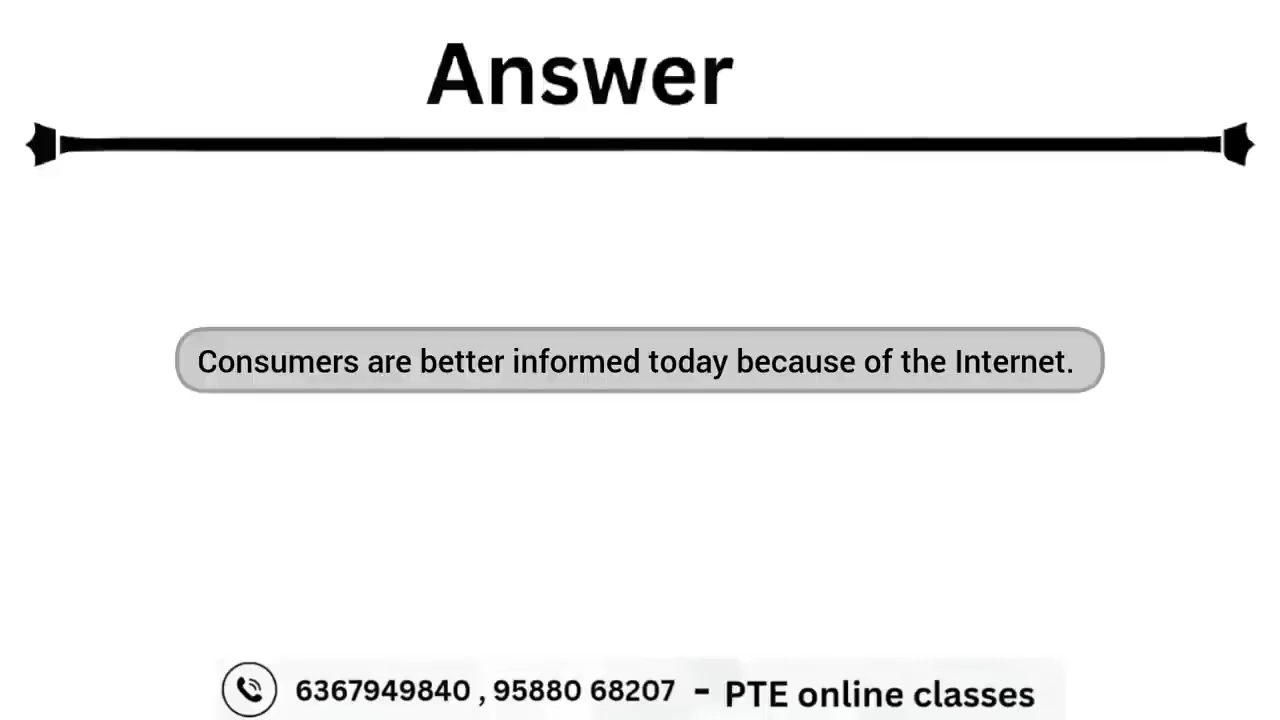 Answer
Consumers are better informed today because of the Internet.
6367949840 , 95880 68207 - PTE online classes